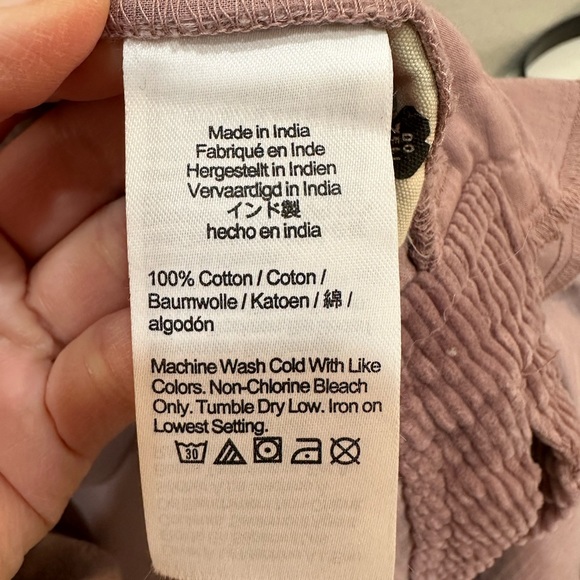 Made in India
Fabriqué en Inde
Hergestellt in Indien
Vervaardigd in India
インド製
hecho en india
100% Cotton / Coton /
Baumwolle / Katoen / 綿 /
algodón
Machine Wash Cold With Like
Colors. Non-Chlorine Bleach
Only. Tumble Dry Low. Iron on
Lowest Setting.
30